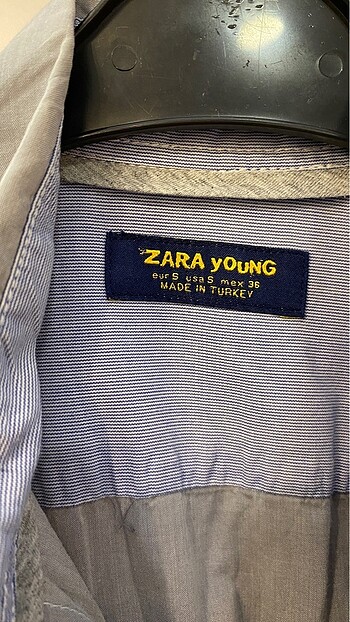 ZARA YOUNG
eur S usa S mex 36
MADE IN TURKEY